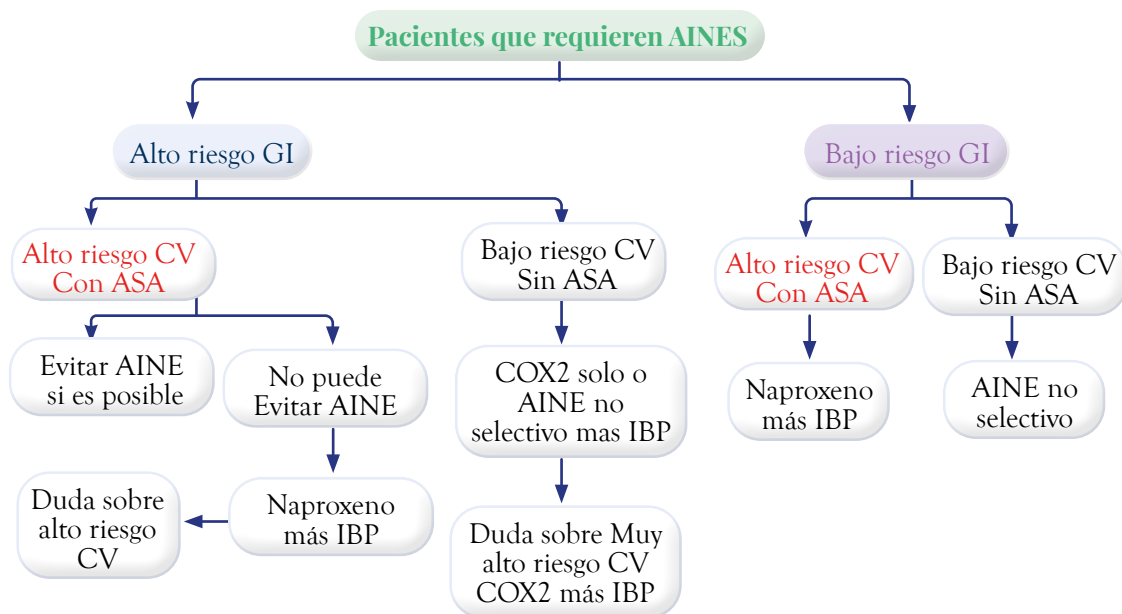 Pacientes que requieren AINES
Alto riesgo GI
Bajo riesgo GI
Alto riesgo CV
Con ASA
Bajo riesgo CV
Sin ASA
Alto riesgo CV
Con ASA
Bajo riesgo CV
Sin ASA
Evitar AINE
si es posible
No puede
Evitar AINE
COX2 solo o
AINE no
selectivo mas IBP
Naproxeno
más IBP
AINE no
selectivo
Duda sobre
alto riesgo
CV
Naproxeno
más IBP
Duda sobre Muy
alto riesgo CV
COX2 más IBP